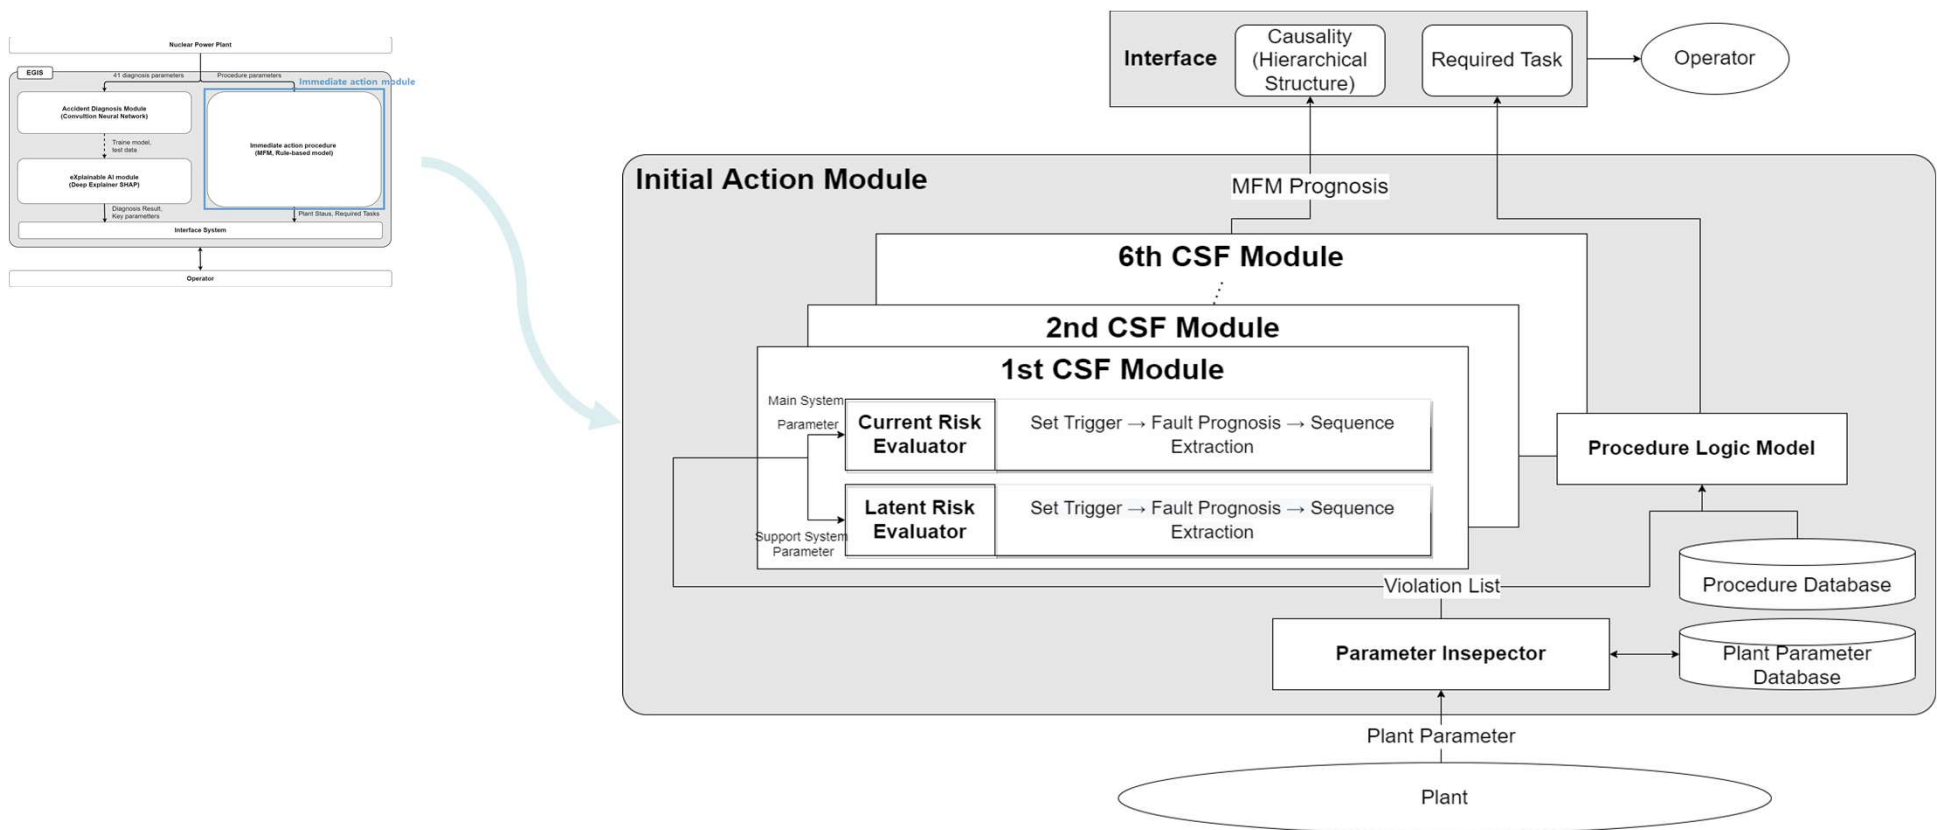 Nuclear Power Plant
EGIS
41 diagnosis parameters
Procedure parameters
Immediate action module
Accident Diagnosis Module
(Convultion Neural Network)
Traine model,
test data
eXplainable AI module
(Deep Explainer SHAP)
Diagnosis Result,
Key parametters
Immediate action procedure
(MFM, Rule-based model)
Plant Staus, Required Tasks
Interface System
Operator
Interface
Causality
(Hierarchical
Structure)
Required Task
Operator
Initial Action Module
MFM Prognosis
6th CSF Module
2nd CSF Module
1st CSF Module
Main System
Parameter
Current Risk
Evaluator
Set Trigger → Fault Prognosis → Sequence
Extraction
Latent Risk
Evaluator
Set Trigger → Fault Prognosis → Sequence
Extraction
Support System
Parameter
Procedure Logic Model
Violation List
Procedure Database
Parameter Insepector
Plant Parameter
Database
Plant Parameter
Plant